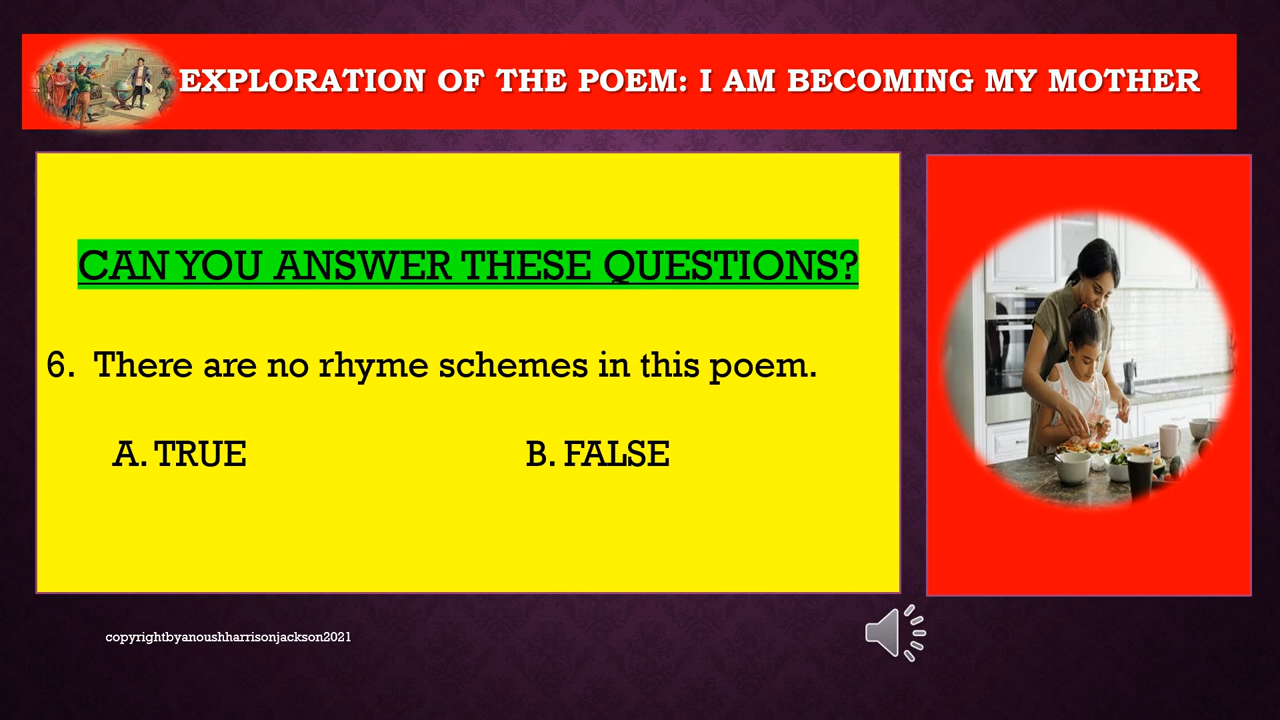 EXPLORATION OF THE POEM: I AM BECOMING MY MOTHER
CAN YOU ANSWER THESE QUESTIONS?
6. There are no rhyme schemes in this poem.
A. TRUE B. FALSE
copyrightbyanoushharrisonjackson2021